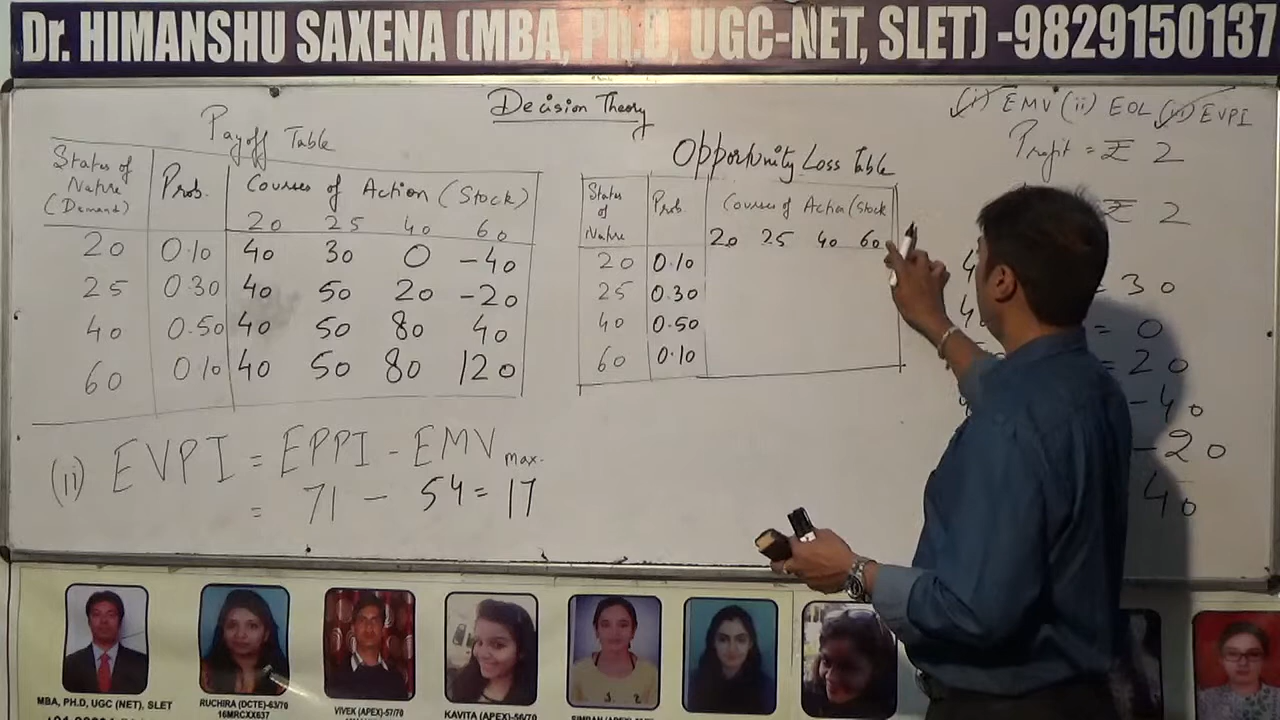 Dr. HIMANSHU SAXENA (MBA, Ph.D, UGC-NET, SLET) -9829150137
Decision Theory
(i) EMV (ii) EOL (iii) EVPI
Profit = ₹ 2
₹ 2
Payoff Table
States of Nature (Demand) Prob. Courses of Action (Stock)
20 25 40 60
20 0.10 40 30 0 -40
25 0.30 40 50 20 -20
40 0.50 40 50 80 40
60 0.10 40 50 80 120
Opportunity Loss Table
States of Nature Prob. Courses of Action (Stock
20 25 40 60
20 0.10
25 0.30
40 0.50
60 0.10
= 30
= 0
= 20
-40
-20
40
(ii) EVPI = EPPI - EMV max.
= 71 - 54 = 17
MBA, PH.D, UGC (NET), SLET
RUCHIRA (DCTE)-63/70
16MRCXX637
VIVEK (APEX)-57/70
KAVITA (APEX)-56/70